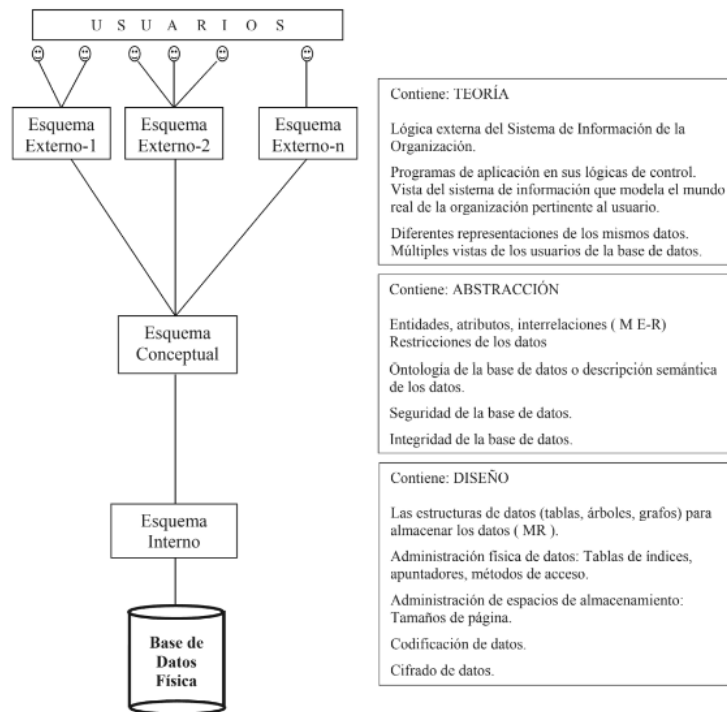 U S U A R I O S
Esquema
Externo-1
Esquema
Externo-2
Esquema
Externo-n
Esquema
Conceptual
Esquema
Interno
Base de
Datos
Física
Contiene: TEORÍA
Lógica externa del Sistema de Información de la
Organización.
Programas de aplicación en sus lógicas de control.
Vista del sistema de información que modela el mundo
real de la organización pertinente al usuario.
Diferentes representaciones de los mismos datos.
Múltiples vistas de los usuarios de la base de datos.
Contiene: ABSTRACCIÓN
Entidades, atributos, interrelaciones ( M E-R)
Restricciones de los datos
Ontología de la base de datos o descripción semántica
de los datos.
Seguridad de la base de datos.
Integridad de la base de datos.
Contiene: DISEÑO
Las estructuras de datos (tablas, árboles, grafos) para
almacenar los datos ( MR ).
Administración física de datos: Tablas de índices,
apuntadores, métodos de acceso.
Administración de espacios de almacenamiento:
Tamaños de página.
Codificación de datos.
Cifrado de datos.